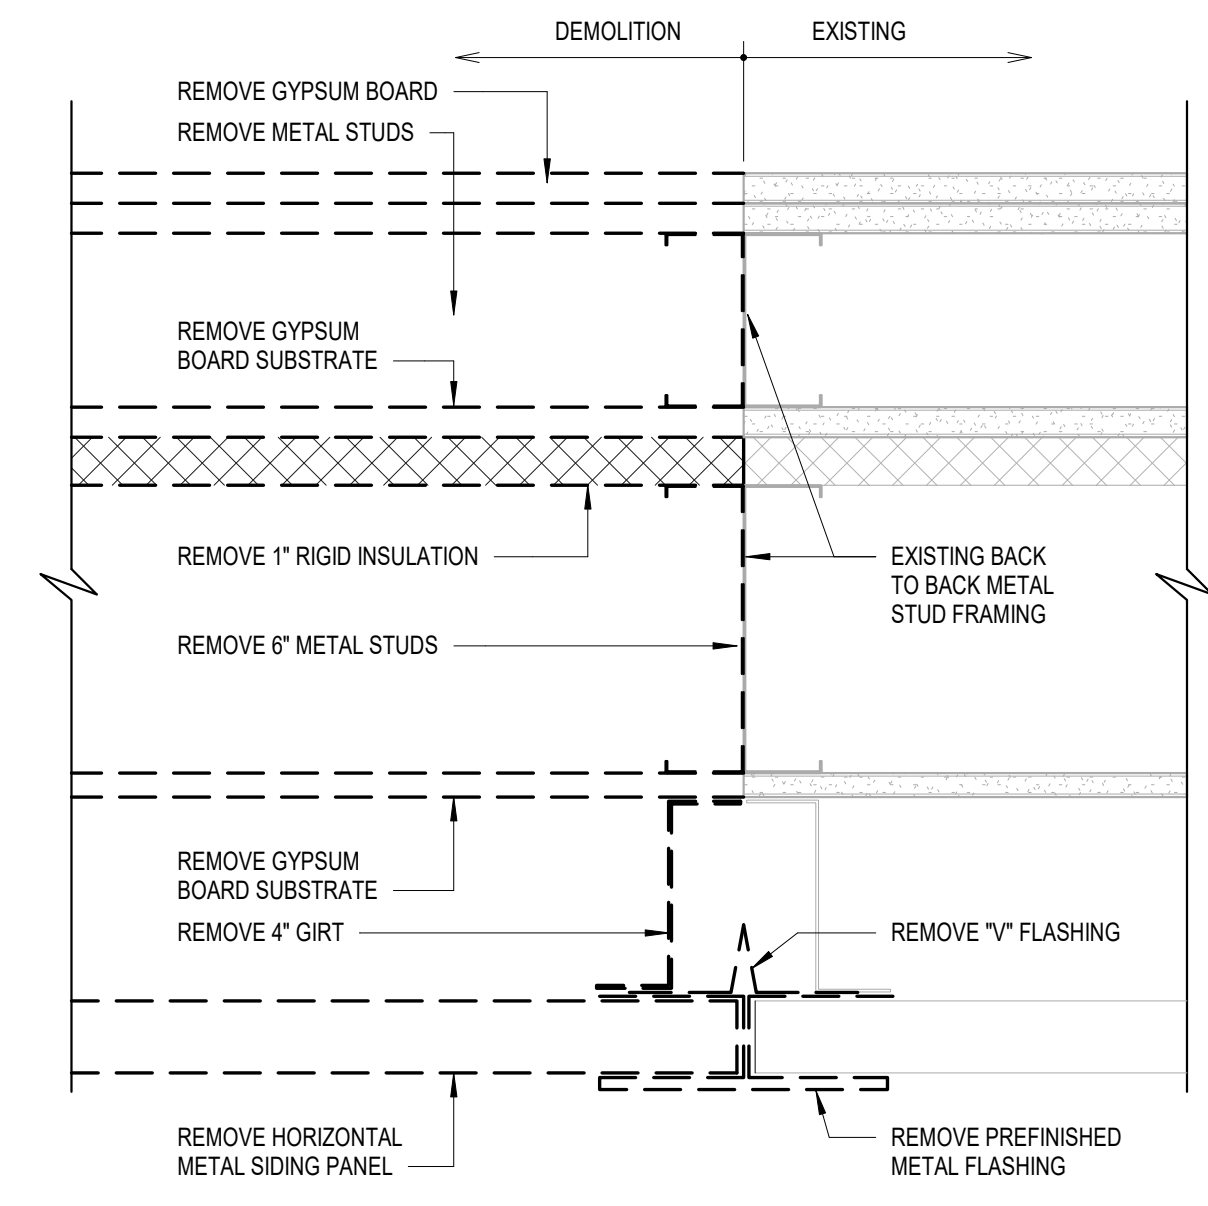 DEMOLITION
EXISTING
REMOVE GYPSUM BOARD
REMOVE METAL STUDS
REMOVE GYPSUM
BOARD SUBSTRATE
REMOVE 1" RIGID INSULATION
EXISTING BACK
TO BACK METAL
STUD FRAMING
REMOVE 6" METAL STUDS
REMOVE GYPSUM
BOARD SUBSTRATE
REMOVE 4" GIRT
REMOVE "V" FLASHING
REMOVE HORIZONTAL
METAL SIDING PANEL
REMOVE PREFINISHED
METAL FLASHING